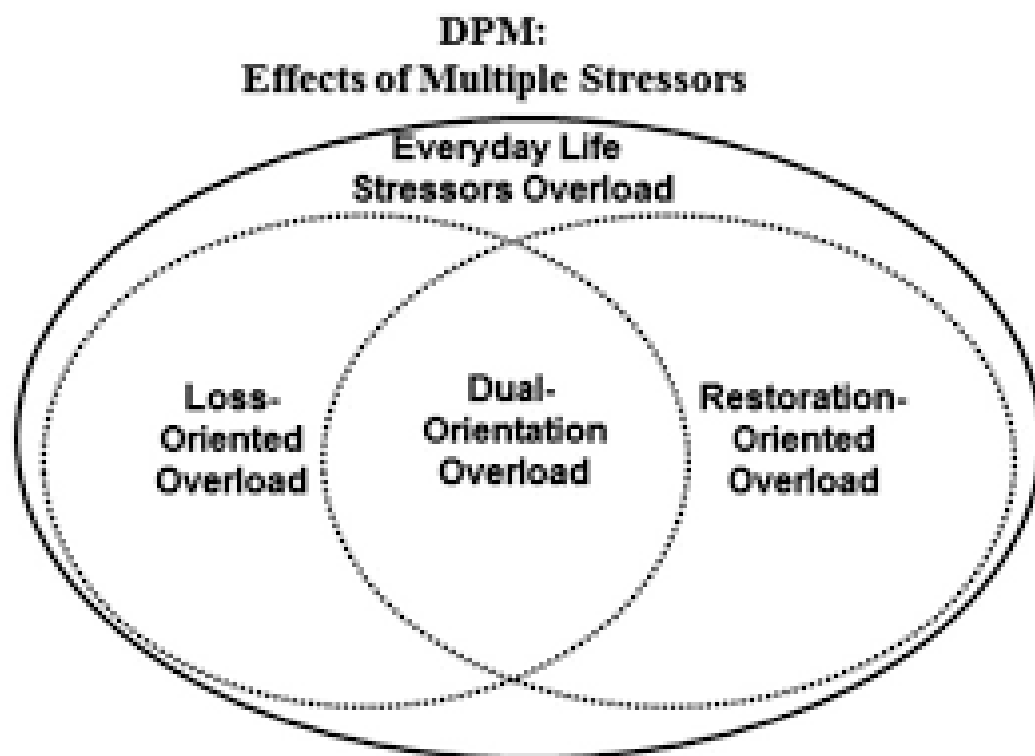 DPM:
Effects of Multiple Stressors
Everyday Life
Stressors Overload
Loss-
Oriented
Overload
Dual-
Orientation
Overload
Restoration-
Oriented
Overload